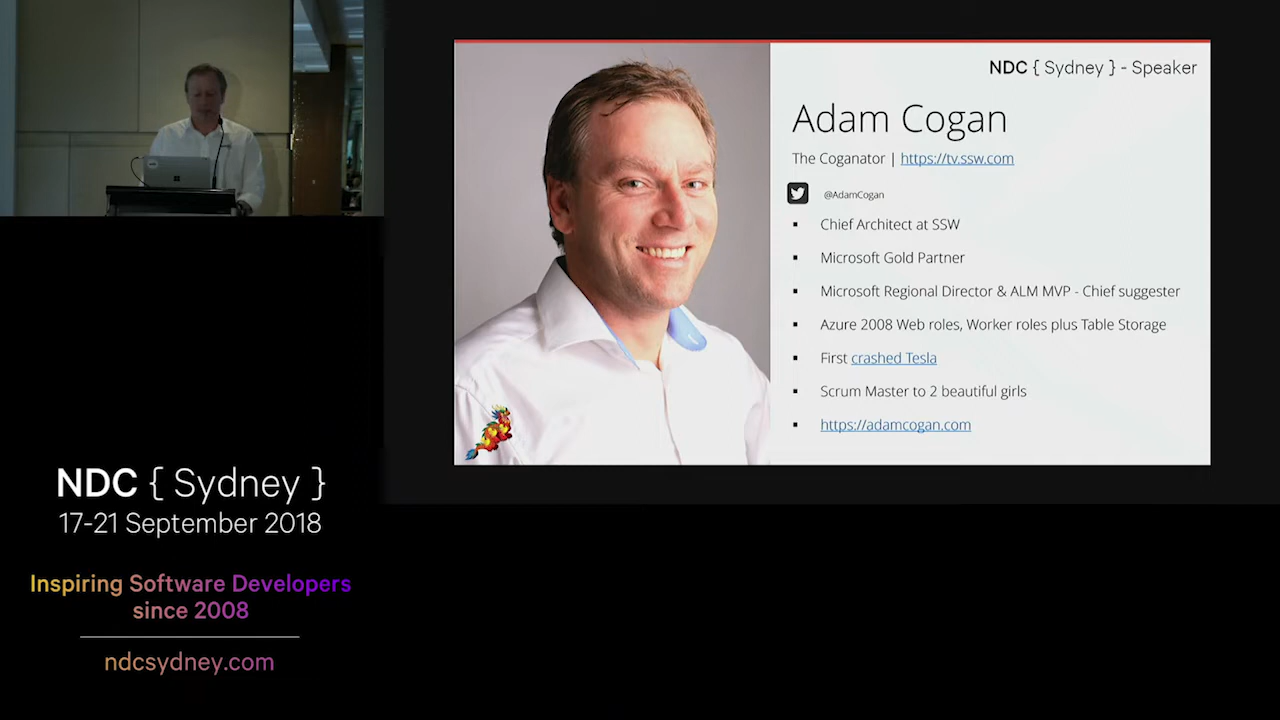 NDC { Sydney } - Speaker
Adam Cogan
The Coganator | https://tv.ssw.com
@AdamCogan
▪ Chief Architect at SSW
▪ Microsoft Gold Partner
▪ Microsoft Regional Director & ALM MVP - Chief suggester
▪ Azure 2008 Web roles, Worker roles plus Table Storage
▪ First crashed Tesla
▪ Scrum Master to 2 beautiful girls
▪ https://adamcogan.com
NDC { Sydney }
17-21 September 2018
Inspiring Software Developers
since 2008
ndcsydney.com